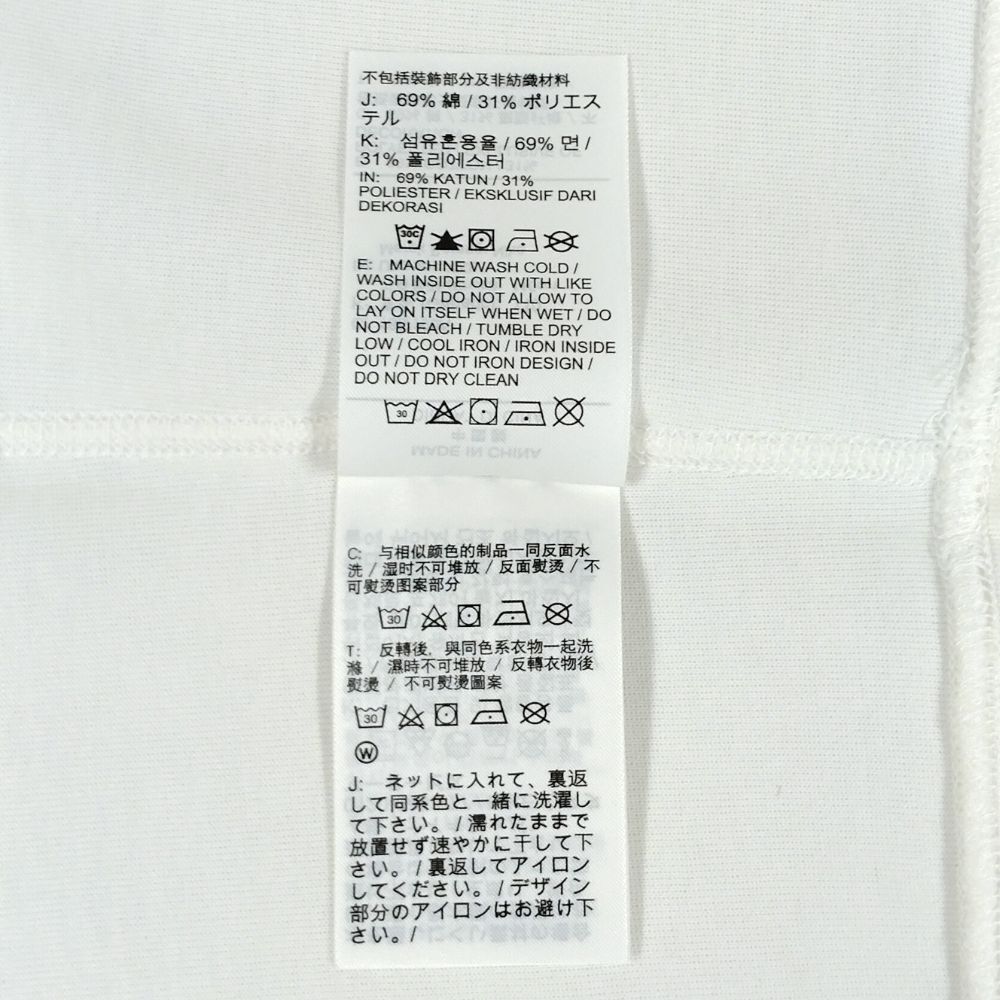 不包括裝飾部分及非紡織材料
J: 69% 綿 / 31% ポリエス
テル
K: 섬유혼용율 / 69% 면 /
31% 폴리에스터
IN: 69% KATUN / 31%
POLIESTER / EKSKLUSIF DARI
DEKORASI
30C
E: MACHINE WASH COLD /
WASH INSIDE OUT WITH LIKE
COLORS / DO NOT ALLOW TO
LAY ON ITSELF WHEN WET / DO
NOT BLEACH / TUMBLE DRY
LOW / COOL IRON / IRON INSIDE
OUT / DO NOT IRON DESIGN /
DO NOT DRY CLEAN
30
MADE IN CHINA
C: 与相似颜色的制品一同反面水
洗 / 湿时不可堆放 / 反面熨烫 / 不
可熨烫图案部分
30
T: 反轉後, 與同色系衣物一起洗
滌 / 濕時不可堆放 / 反轉衣物後
熨燙 / 不可熨燙圖案
30
W
J: ネットに入れて、裏返
して同系色と一緒に洗濯し
て下さい。/ 濡れたままで
放置せず速やかに干して下
さい。/ 裏返してアイロン
してください。/ デザイン
部分のアイロンはお避け下
さい。/